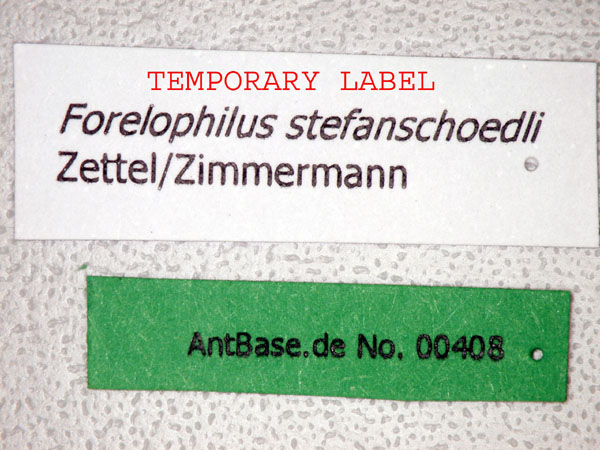 TEMPORARY LABEL
Forelophilus stefanschoedli
Zettel/Zimmermann
AntBase.de No. 00408